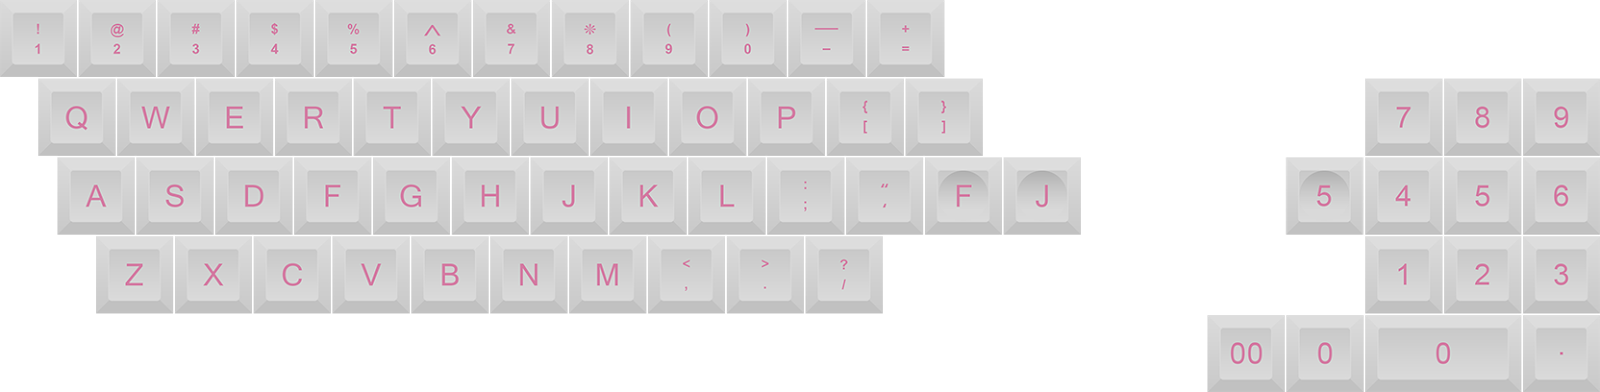 ! @ # $ % ^ & ❊ ( ) — +
1 2 3 4 5 6 7 8 9 0 – =
Q W E R T Y U I O P { [ } ] 7 8 9
A S D F G H J K L : ; “ ‘ F J 5 4 5 6
Z X C V B N M < , > . ? / 1 2 3
00 0 0 ·